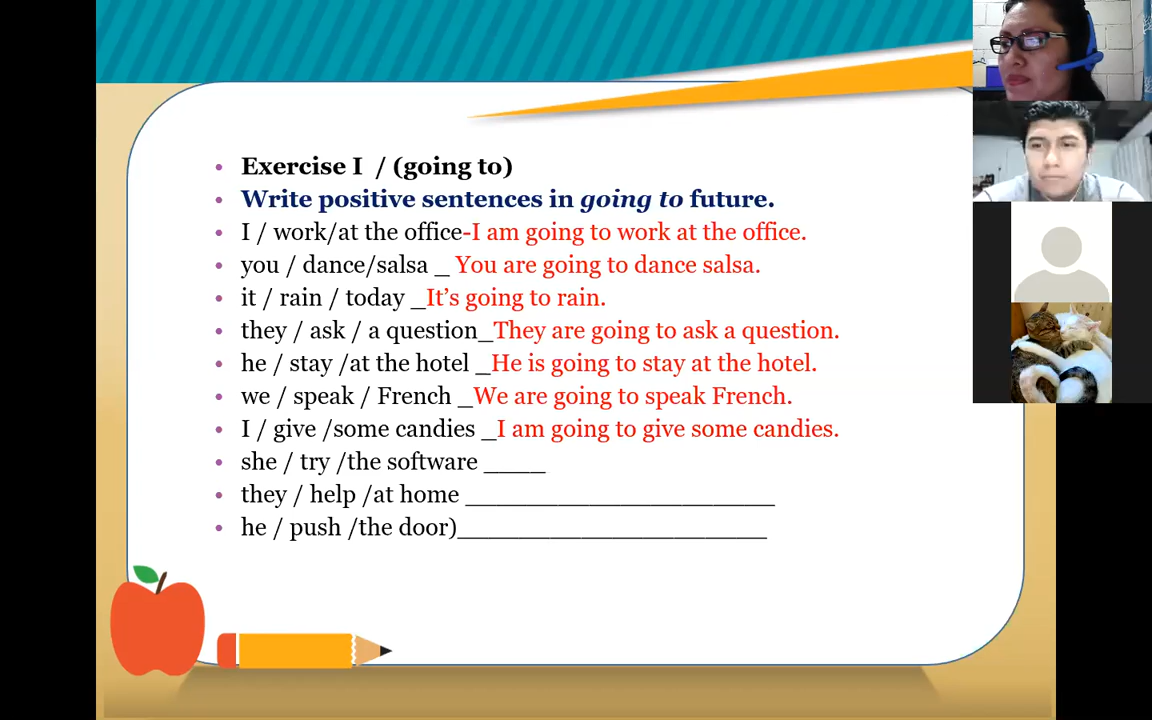 Exercise I / (going to)
Write positive sentences in going to future.
I / work/at the office-I am going to work at the office.
you / dance/salsa _ You are going to dance salsa.
it / rain / today _It's going to rain.
they / ask / a question_They are going to ask a question.
he / stay /at the hotel _He is going to stay at the hotel.
we / speak / French _We are going to speak French.
I / give /some candies _I am going to give some candies.
she / try /the software ____
they / help /at home ______________________
he / push /the door)______________________